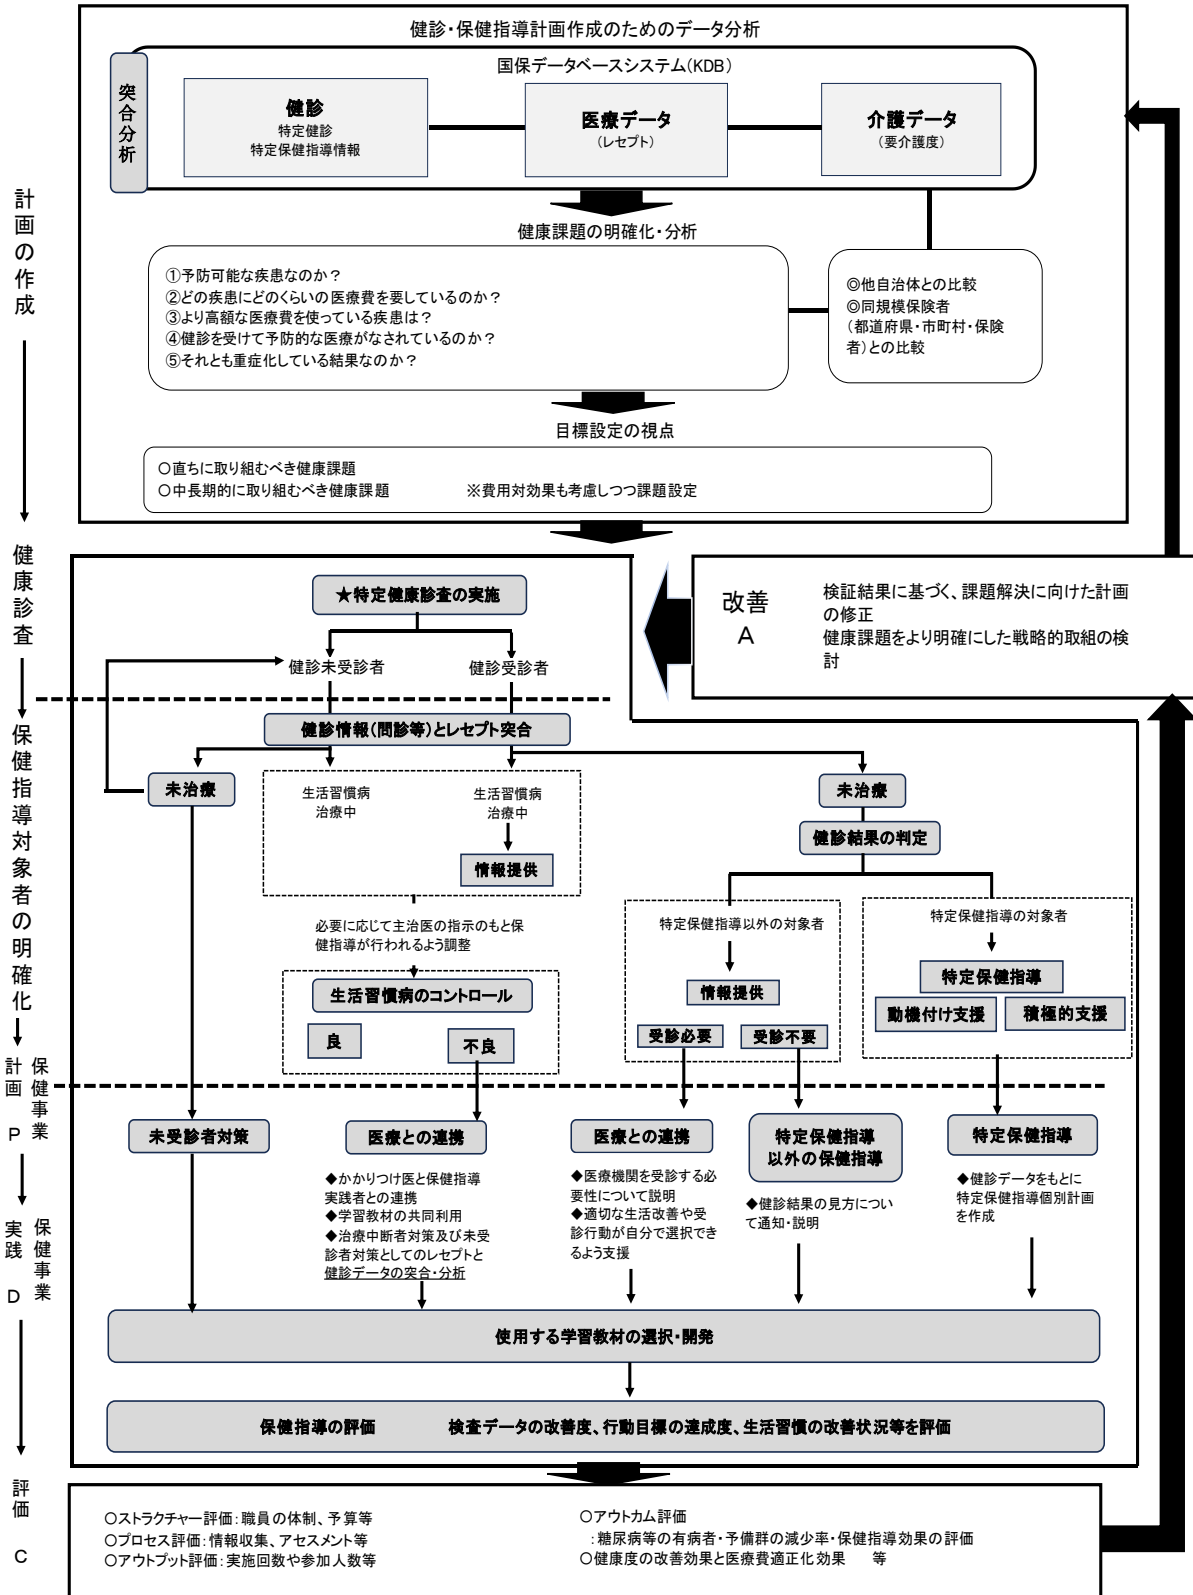 健診・保健指導計画作成のためのデータ分析
国保データベースシステム(KDB)
突合分析
健診
特定健診
特定保健指導情報
医療データ
(レセプト)
介護データ
(要介護度)
計画の作成
健康課題の明確化・分析
①予防可能な疾患なのか？
②どの疾患にどのくらいの医療費を要しているのか？
③より高額な医療費を使っている疾患は？
④健診を受けて予防的な医療がなされているのか？
⑤それとも重症化している結果なのか？
◎他自治体との比較
◎同規模保険者
（都道府県・市町村・保険
者）との比較
目標設定の視点
○直ちに取り組むべき健康課題
○中長期的に取り組むべき健康課題　　　※費用対効果も考慮しつつ課題設定
健康診査
★特定健康診査の実施
改善
A
検証結果に基づく、課題解決に向けた計画
の修正
健康課題をより明確にした戦略的取組の検
討
健診未受診者
健診受診者
保健指導対象者の明確化
健診情報(問診等)とレセプト突合
未治療
生活習慣病
治療中
生活習慣病
治療中
情報提供
未治療
健診結果の判定
必要に応じて主治医の指示のもと保
健指導が行われるよう調整
特定保健指導以外の対象者
特定保健指導の対象者
生活習慣病のコントロール
良
不良
情報提供
受診必要
受診不要
特定保健指導
動機付け支援
積極的支援
保健事業
計画 P
未受診者対策
医療との連携
医療との連携
特定保健指導
以外の保健指導
特定保健指導
◆かかりつけ医と保健指導
実践者との連携
◆学習教材の共同利用
◆治療中断者対策及び未受
診者対策としてのレセプトと
健診データの突合・分析
◆医療機関を受診する必
要性について説明
◆適切な生活改善や受
診行動が自分で選択でき
るよう支援
◆健診結果の見方につい
て通知・説明
◆健診データをもとに
特定保健指導個別計画
を作成
保健事業
実践 D
使用する学習教材の選択・開発
保健指導の評価　　　　検査データの改善度、行動目標の達成度、生活習慣の改善状況等を評価
評価 C
○ストラクチャー評価：職員の体制、予算等
○プロセス評価：情報収集、アセスメント等
○アウトプット評価：実施回数や参加人数等
○アウトカム評価
：糖尿病等の有病者・予備群の減少率・保健指導効果の評価
○健康度の改善効果と医療費適正化効果　　等